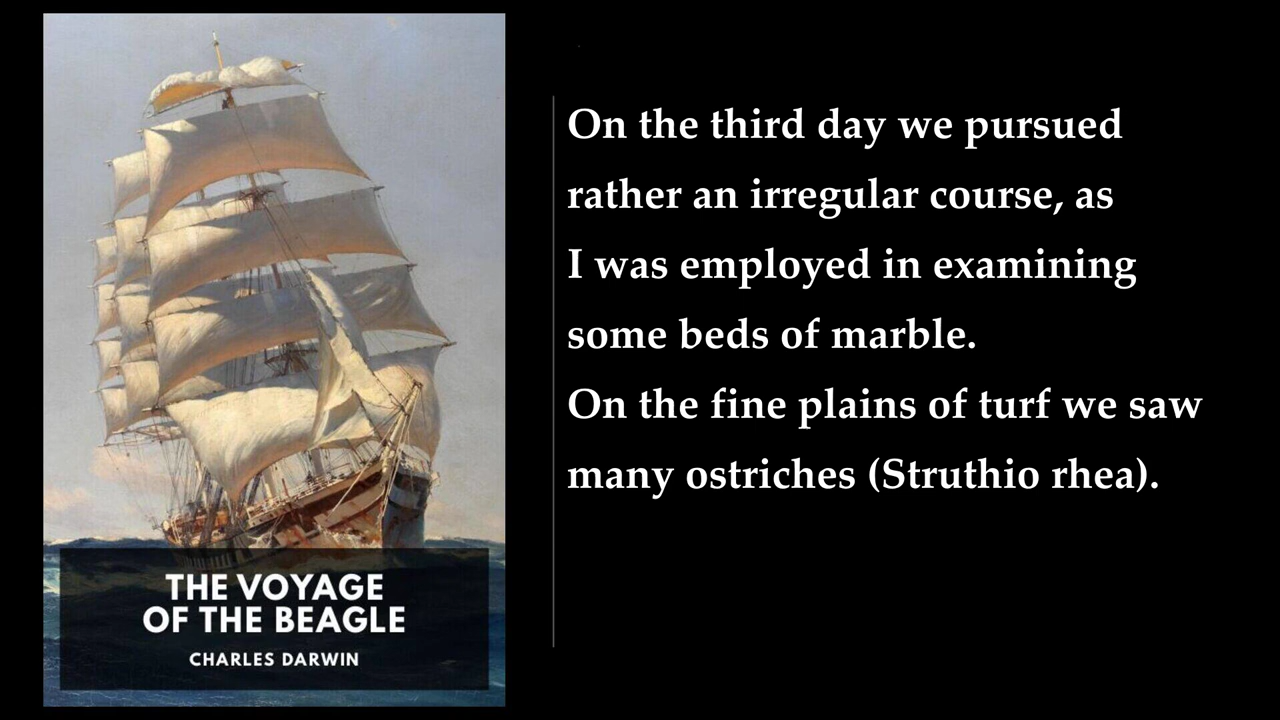 THE VOYAGE
OF THE BEAGLE
CHARLES DARWIN
On the third day we pursued
rather an irregular course, as
I was employed in examining
some beds of marble.
On the fine plains of turf we saw
many ostriches (Struthio rhea).